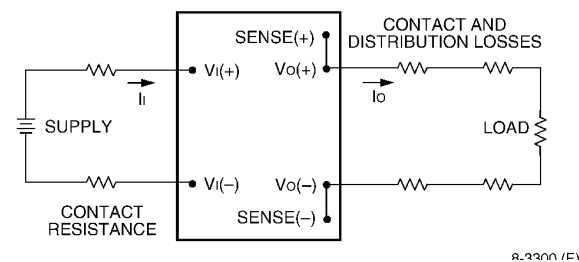 CONTACT AND
DISTRIBUTION LOSSES
SENSE(+)
VI(+)
VO(+)
II
IO
SUPPLY
LOAD
VI(–)
VO(–)
CONTACT
RESISTANCE
SENSE(–)
8-3300 (F)